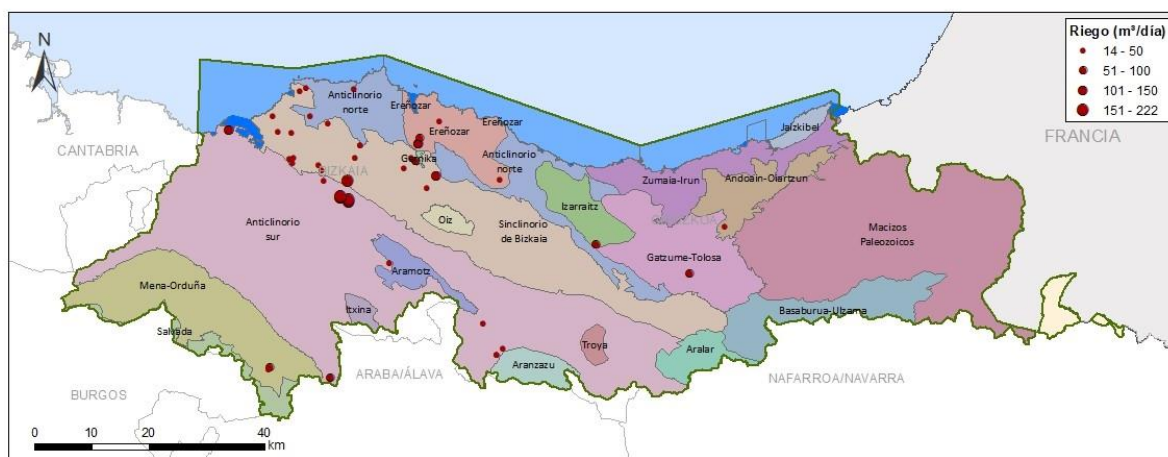 N
Riego (m³/día)
14 - 50
51 - 100
101 - 150
151 - 222
Anticlinorio
norte
Ereñozar
Ereñozar
Ereñozar
Jaizkibel
FRANCIA
CANTABRIA
Gernika
Anticlinorio
norte
BIZKAIA
Zumaia-Irun
Andoain-Oiartzun
Izarraitz
Anticlinorio
sur
Oiz
Sinclinorio
de Bizkaia
Macizos
Paleozoicos
Gatzume-Tolosa
Aramotz
Mena-Orduña
Itxina
Basaburua-Ulzama
Salvada
Troya
Aralar
Aranzazu
ARABA/ÁLAVA
NAFARROA/NAVARRA
BURGOS
0 10 20 40
km